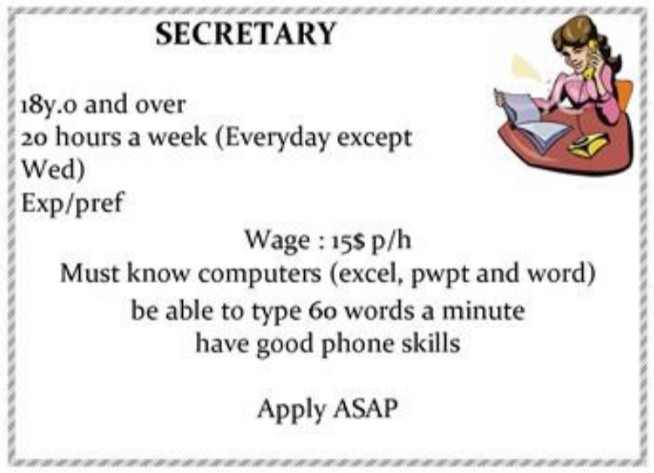 SECRETARY
18y.o and over
20 hours a week (Everyday except
Wed)
Exp/pref
Wage : 15$ p/h
Must know computers (excel, pwpt and word)
be able to type 60 words a minute
have good phone skills
Apply ASAP